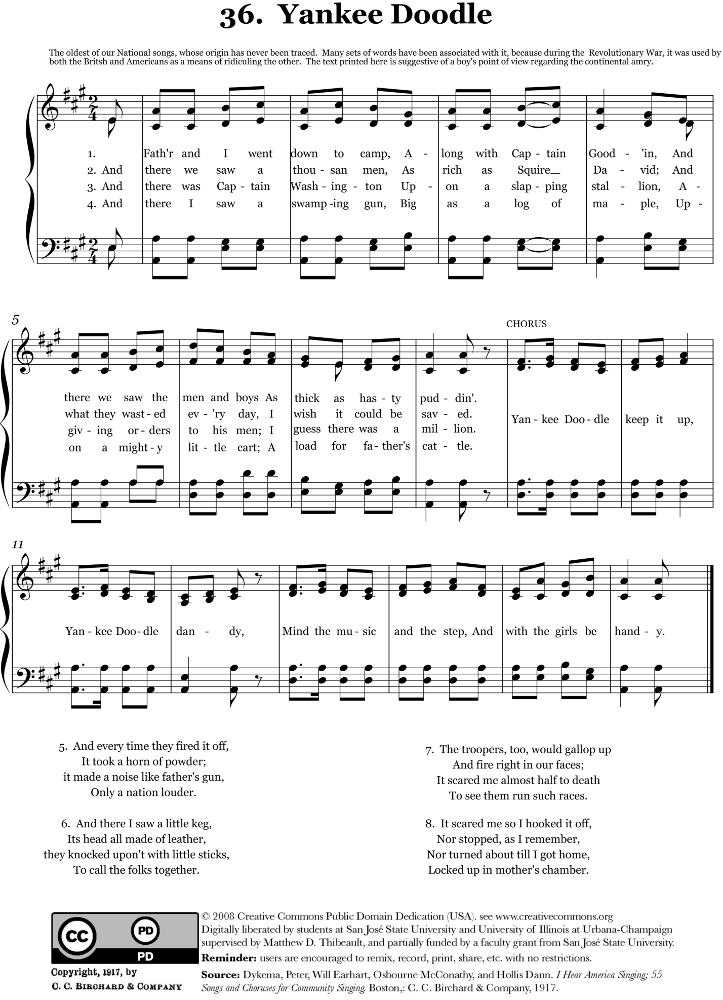 36. Yankee Doodle
The oldest of our National songs, whose origin has never been traced. Many sets of words have been associated with it, because during the Revolutionary War, it was used by
both the Britsh and Americans as a means of ridiculing the other. The text printed here is suggestive of a boy's point of view regarding the continental amry.
2
4
1. Fath'r and I went down to camp, A - long with Cap - tain Good - 'in, And
2. And there we saw a thou - san men, As rich as Squire__ Da - vid; And
3. And there was Cap - tain Wash - ing - ton Up - on a slap - ping stal - lion, A -
4. And there I saw a swamp -ing gun, Big as a log of ma - ple, Up -
2
4
5
CHORUS
there we saw the men and boys As thick as has - ty pud - din'.
what they wast - ed ev - 'ry day, I wish it could be sav - ed.
Yan - kee Doo - dle keep it up,
giv - ing or - ders to his men; I guess there was a mil - lion.
on a might - y lit - tle cart; A load for fa - ther's cat - tle.
11
Yan - kee Doo - dle dan - dy, Mind the mu - sic and the step, And with the girls be hand - y.
5. And every time they fired it off,
It took a horn of powder;
it made a noise like father's gun,
Only a nation louder.
6. And there I saw a little keg,
Its head all made of leather,
they knocked upon't with little sticks,
To call the folks together.
7. The troopers, too, would gallop up
And fire right in our faces;
It scared me almost half to death
To see them run such races.
8. It scared me so I hooked it off,
Nor stopped, as I remember,
Nor turned about till I got home,
Locked up in mother's chamber.
CC
PD
PD
Copyright, 1917, by
C. C. BIRCHARD & COMPANY
© 2008 Creative Commons Public Domain Dedication (USA). see www.creativecommons.org
Digitally liberated by students at San José State University and University of Illinois at Urbana-Champaign
supervised by Matthew D. Thibeault, and partially funded by a faculty grant from San José State University.
Reminder: users are encouraged to remix, record, print, share, etc. with no restrictions.
Source: Dykema, Peter, Will Earhart, Osbourne McConathy, and Hollis Dann. I Hear America Singing; 55
Songs and Choruses for Community Singing. Boston,: C. C. Birchard & Company, 1917.